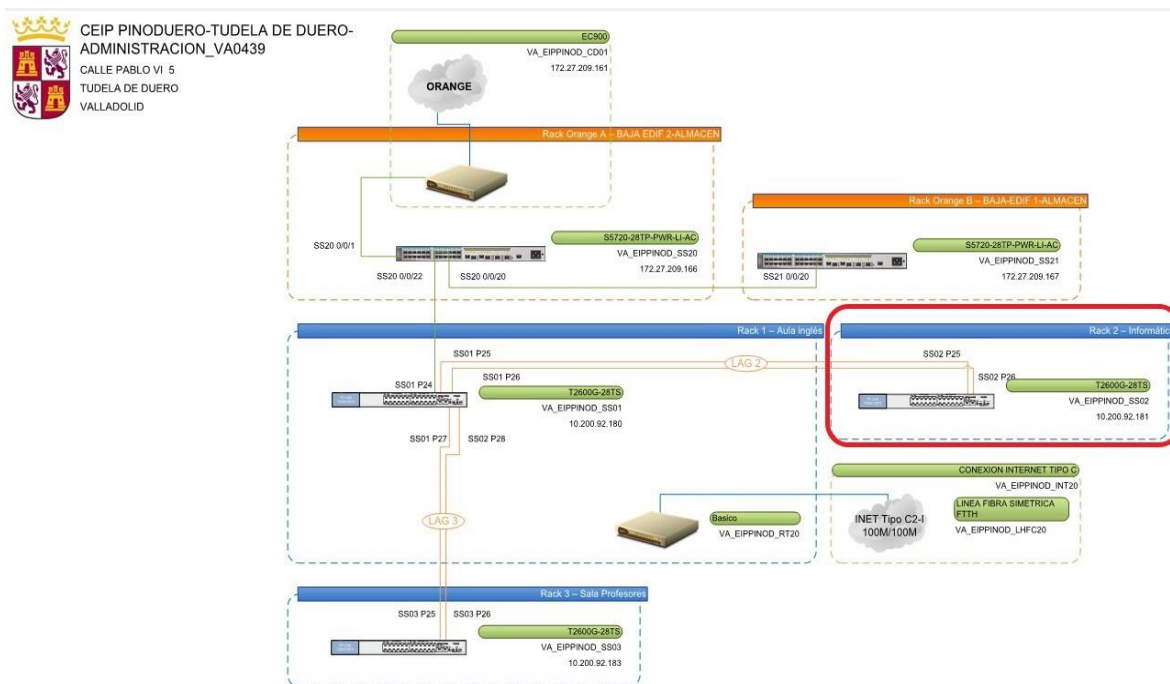 CEIP PINODUERO-TUDELA DE DUERO-
ADMINISTRACION_VA0439
CALLE PABLO VI 5
TUDELA DE DUERO
VALLADOLID
EC900
VA_EIPPINOD_CD01
172.27.209.161
ORANGE
Rack Orange A – BAJA EDIF 2-ALMACEN
SS20 0/0/1
S5720-28TP-PWR-LI-AC
VA_EIPPINOD_SS20
172.27.209.166
SS20 0/0/22
SS20 0/0/20
Rack Orange B – BAJA-EDIF 1-ALMACEN
S5720-28TP-PWR-LI-AC
VA_EIPPINOD_SS21
172.27.209.167
SS21 0/0/20
Rack 1 – Aula inglés
SS01 P25
SS01 P26
SS01 P24
LAG 2
T2600G-28TS
VA_EIPPINOD_SS01
10.200.92.180
SS01 P27
SS02 P28
LAG 3
Basico
VA_EIPPINOD_RT20
Rack 2 – Informátic
SS02 P25
SS02 P26
T2600G-28TS
VA_EIPPINOD_SS02
10.200.92.181
CONEXION INTERNET TIPO C
VA_EIPPINOD_INT20
INET Tipo C2-I
100M/100M
LINEA FIBRA SIMETRICA
FTTH
VA_EIPPINOD_LHFC20
Rack 3 – Sala Profesores
SS03 P25
SS03 P26
T2600G-28TS
VA_EIPPINOD_SS03
10.200.92.183